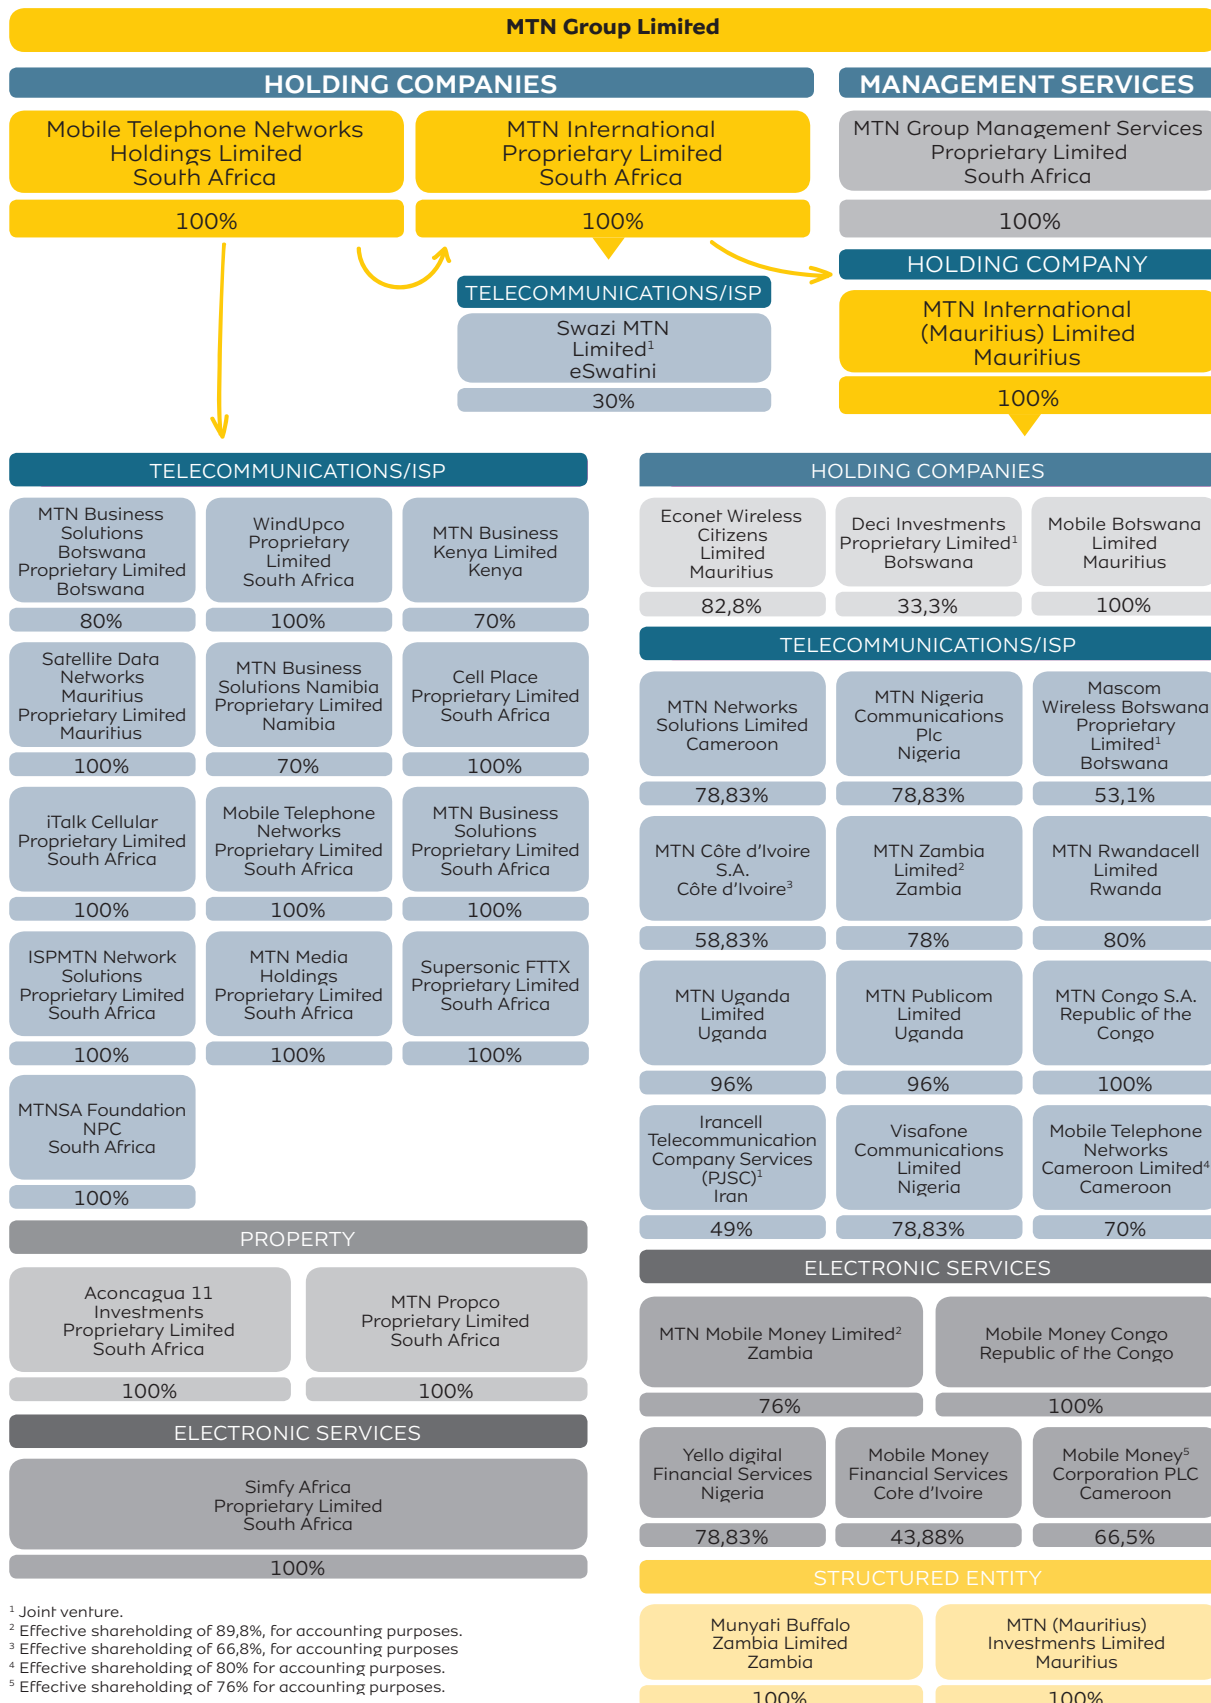 MTN Group Limited
HOLDING COMPANIES
Mobile Telephone Networks
Holdings Limited
South Africa
100%
MTN International
Proprietary Limited
South Africa
100%
MANAGEMENT SERVICES
MTN Group Management Services
Proprietary Limited
South Africa
100%
TELECOMMUNICATIONS/ISP
Swazi MTN
Limited¹
eSwatini
30%
HOLDING COMPANY
MTN International
(Mauritius) Limited
Mauritius
100%
TELECOMMUNICATIONS/ISP
MTN Business
Solutions
Botswana
Proprietary Limited
Botswana
80%
WindUpco
Proprietary
Limited
South Africa
100%
MTN Business
Kenya Limited
Kenya
70%
Satellite Data
Networks
Mauritius
Proprietary Limited
Mauritius
100%
MTN Business
Solutions Namibia
Proprietary Limited
Namibia
70%
Cell Place
Proprietary Limited
South Africa
100%
iTalk Cellular
Proprietary Limited
South Africa
100%
Mobile Telephone
Networks
Proprietary Limited
South Africa
100%
MTN Business
Solutions
Proprietary Limited
South Africa
100%
ISPMTN Network
Solutions
Proprietary Limited
South Africa
100%
MTN Media
Holdings
Proprietary Limited
South Africa
100%
Supersonic FTTX
Proprietary Limited
South Africa
100%
MTNSA Foundation
NPC
South Africa
100%
PROPERTY
Aconcagua 11
Investments
Proprietary Limited
South Africa
100%
MTN Propco
Proprietary Limited
South Africa
100%
ELECTRONIC SERVICES
Simfy Africa
Proprietary Limited
South Africa
100%
¹ Joint venture.
² Effective shareholding of 89,8%, for accounting purposes.
³ Effective shareholding of 66,8%, for accounting purposes
⁴ Effective shareholding of 80% for accounting purposes.
⁵ Effective shareholding of 76% for accounting purposes.
HOLDING COMPANIES
Econet Wireless
Citizens
Limited
Mauritius
82,8%
Deci Investments
Proprietary Limited¹
Botswana
33,3%
Mobile Botswana
Limited
Mauritius
100%
TELECOMMUNICATIONS/ISP
MTN Networks
Solutions Limited
Cameroon
78,83%
MTN Nigeria
Communications
Plc
Nigeria
78,83%
Mascom
Wireless Botswana
Proprietary
Limited¹
Botswana
53,1%
MTN Côte d'Ivoire
S.A.
Côte d'Ivoire³
58,83%
MTN Zambia
Limited²
Zambia
78%
MTN Rwandacell
Limited
Rwanda
80%
MTN Uganda
Limited
Uganda
96%
MTN Publicom
Limited
Uganda
96%
MTN Congo S.A.
Republic of the
Congo
100%
Irancell
Telecommunication
Company Services
(PJSC)¹
Iran
49%
Visafone
Communications
Limited
Nigeria
78,83%
Mobile Telephone
Networks
Cameroon Limited⁴
Cameroon
70%
ELECTRONIC SERVICES
MTN Mobile Money Limited²
Zambia
76%
Mobile Money Congo
Republic of the Congo
100%
Yello digital
Financial Services
Nigeria
78,83%
Mobile Money
Financial Services
Cote d'Ivoire
43,88%
Mobile Money⁵
Corporation PLC
Cameroon
66,5%
STRUCTURED ENTITY
Munyati Buffalo
Zambia Limited
Zambia
100%
MTN (Mauritius)
Investments Limited
Mauritius
100%